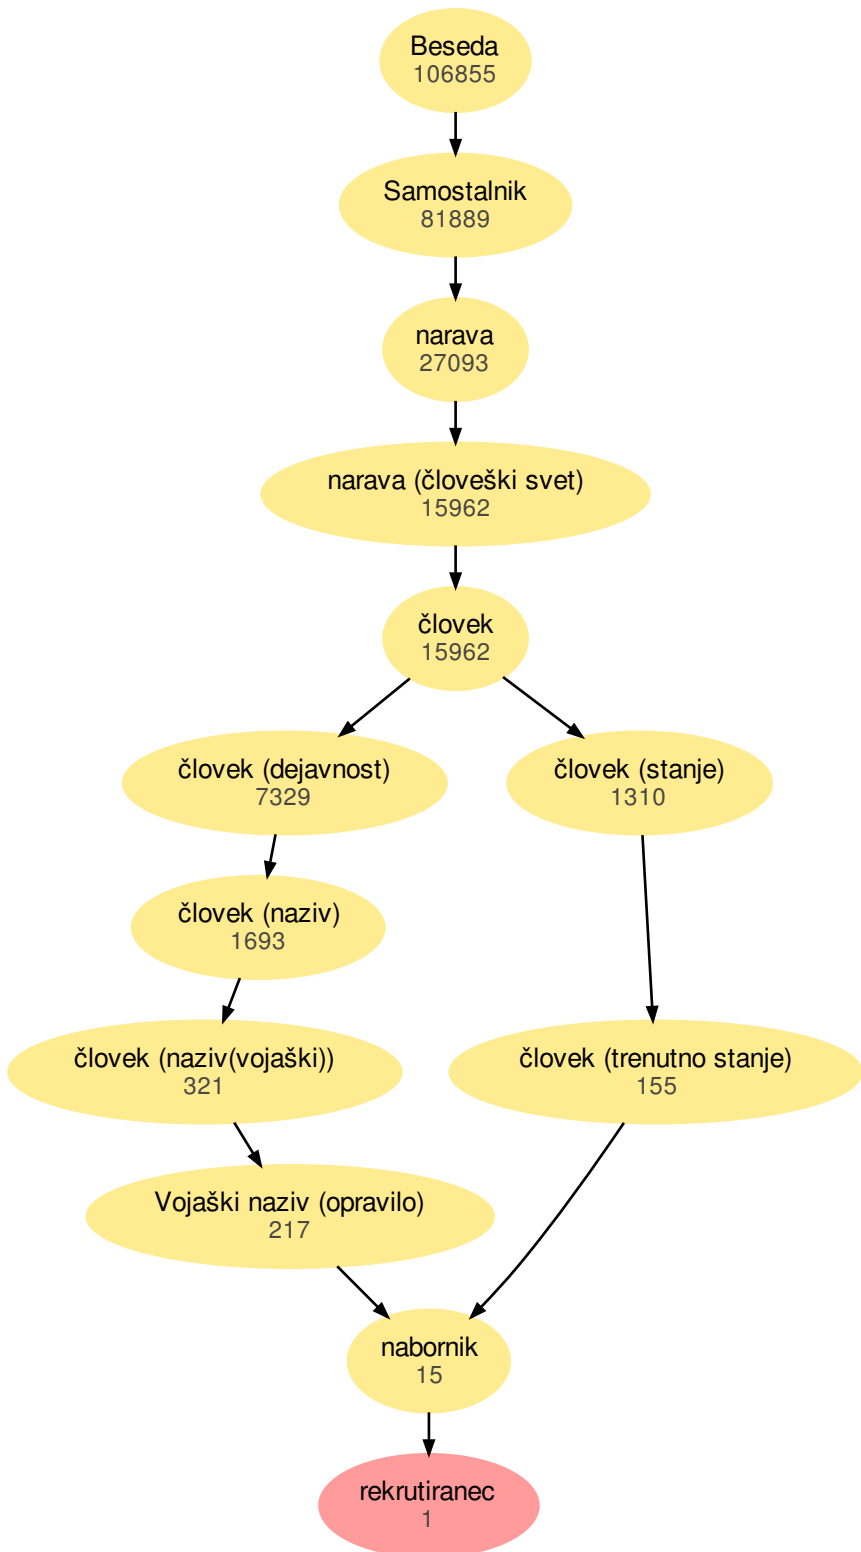 Beseda
106855
Samostalnik
81889
narava
27093
narava (človeški svet)
15962
človek
15962
človek (dejavnost)
7329
človek (stanje)
1310
človek (naziv)
1693
človek (naziv(vojaški))
321
človek (trenutno stanje)
155
Vojaški naziv (opravilo)
217
nabornik
15
rekrutiranec
1